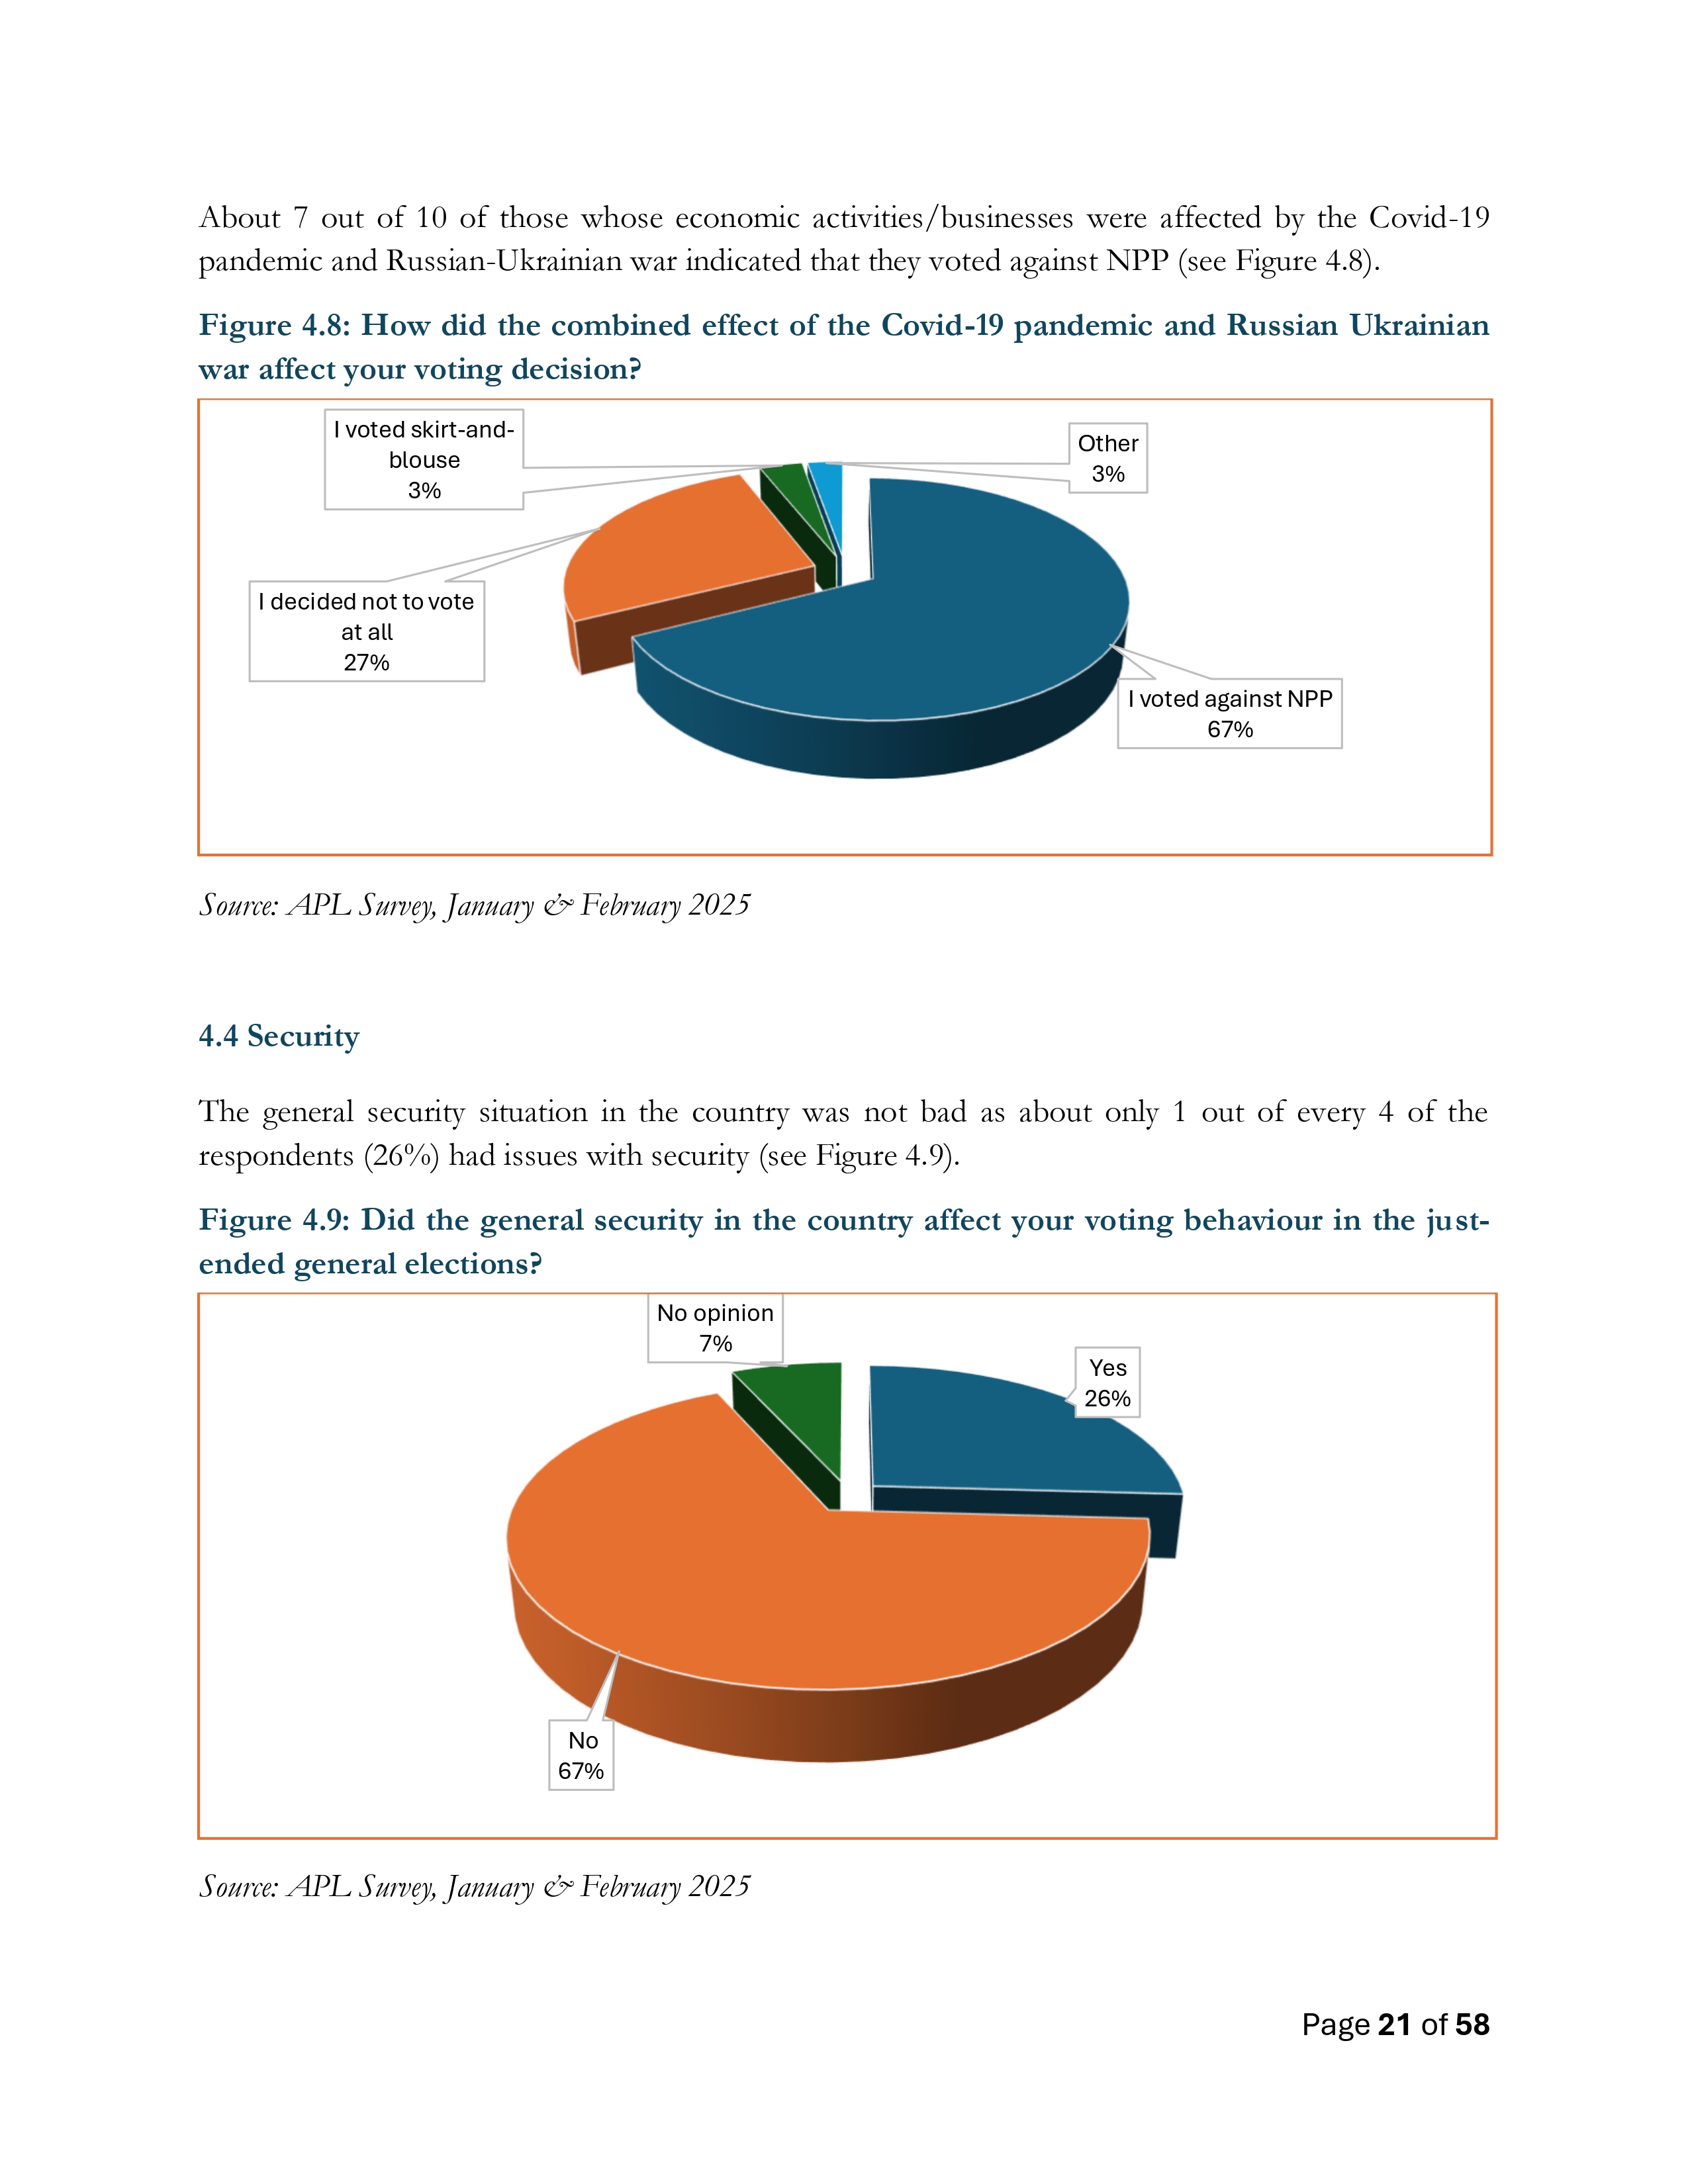 About 7 out of 10 of those whose economic activities/businesses were affected by the Covid-19
pandemic and Russian-Ukrainian war indicated that they voted against NPP (see Figure 4.8).
Figure 4.8: How did the combined effect of the Covid-19 pandemic and Russian Ukrainian
war affect your voting decision?
I voted skirt-and-
blouse
3%
Other
3%
I decided not to vote
at all
27%
I voted against NPP
67%
Source: APL Survey, January & February 2025
4.4 Security
The general security situation in the country was not bad as about only 1 out of every 4 of the
respondents (26%) had issues with security (see Figure 4.9).
Figure 4.9: Did the general security in the country affect your voting behaviour in the just-
ended general elections?
No opinion
7%
Yes
26%
No
67%
Source: APL Survey, January & February 2025
Page 21 of 58